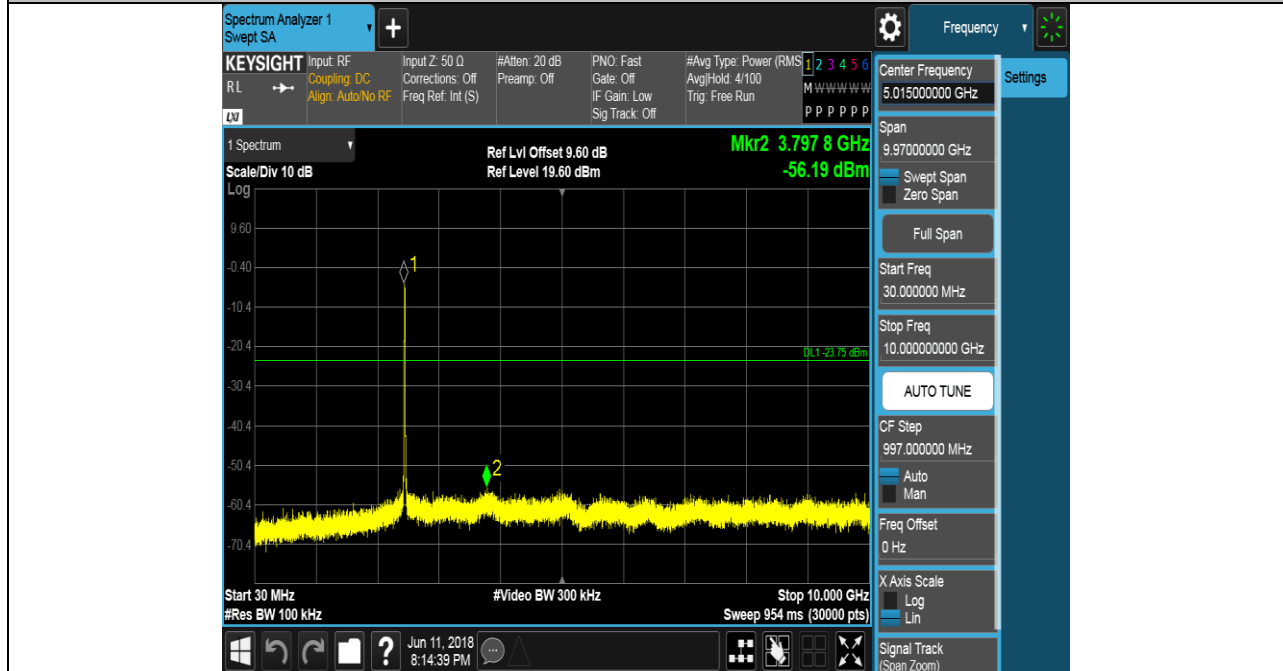 Spectrum Analyzer 1
Swept SA
+
Frequency
KEYSIGHT
RL
LXI
Input: RF
Coupling: DC
Align: Auto/No RF
Input Z: 50 Ω
Corrections: Off
Freq Ref: Int (S)
#Atten: 20 dB
Preamp: Off
PNO: Fast
Gate: Off
IF Gain: Low
Sig Track: Off
#Avg Type: Power (RMS
Avg|Hold: 4/100
Trig: Free Run
1 2 3 4 5 6
M W W W W W
P P P P P P
1 Spectrum
Scale/Div 10 dB
Log
Ref Lvl Offset 9.60 dB
Ref Level 19.60 dBm
Mkr2 3.797 8 GHz
-56.19 dBm
9.60
-0.40
-10.4
-20.4
-30.4
-40.4
-50.4
-60.4
-70.4
1
DL1 -23.75 dBm
2
Start 30 MHz
#Res BW 100 kHz
#Video BW 300 kHz
Stop 10.000 GHz
Sweep 954 ms (30000 pts)
?
Jun 11, 2018
8:14:39 PM
Center Frequency
5.015000000 GHz
Settings
Span
9.97000000 GHz
Swept Span
Zero Span
Full Span
Start Freq
30.000000 MHz
Stop Freq
10.000000000 GHz
AUTO TUNE
CF Step
997.000000 MHz
Auto
Man
Freq Offset
0 Hz
X Axis Scale
Log
Lin
Signal Track
(Span Zoom)